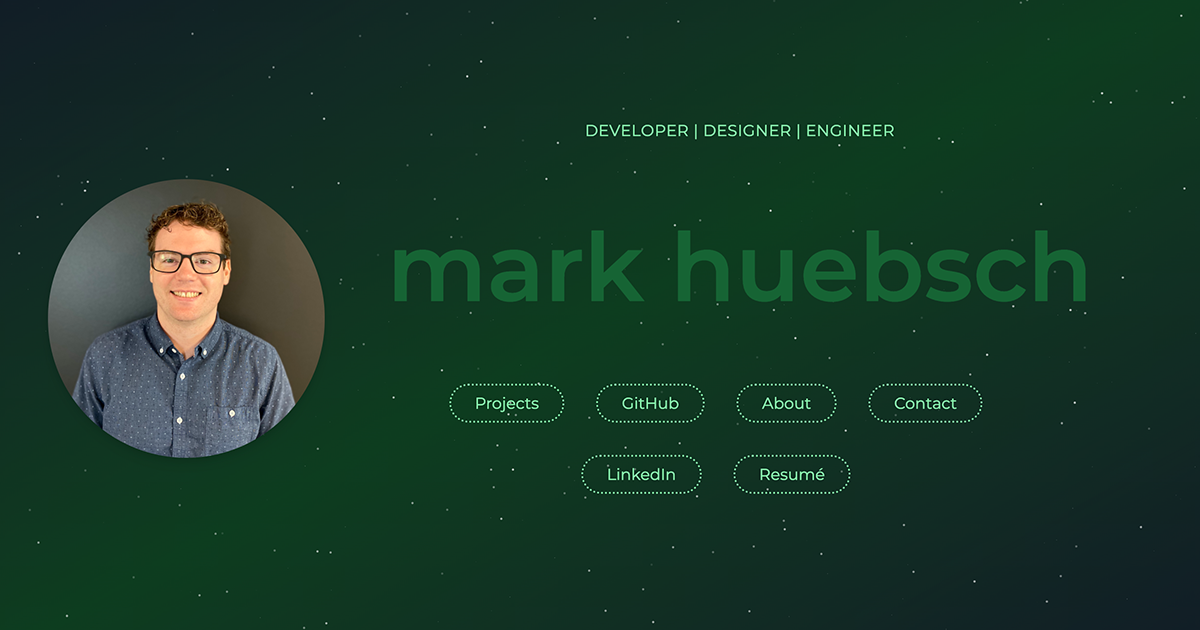 DEVELOPER | DESIGNER | ENGINEER
mark huebsch
Projects GitHub About Contact
LinkedIn Resumé